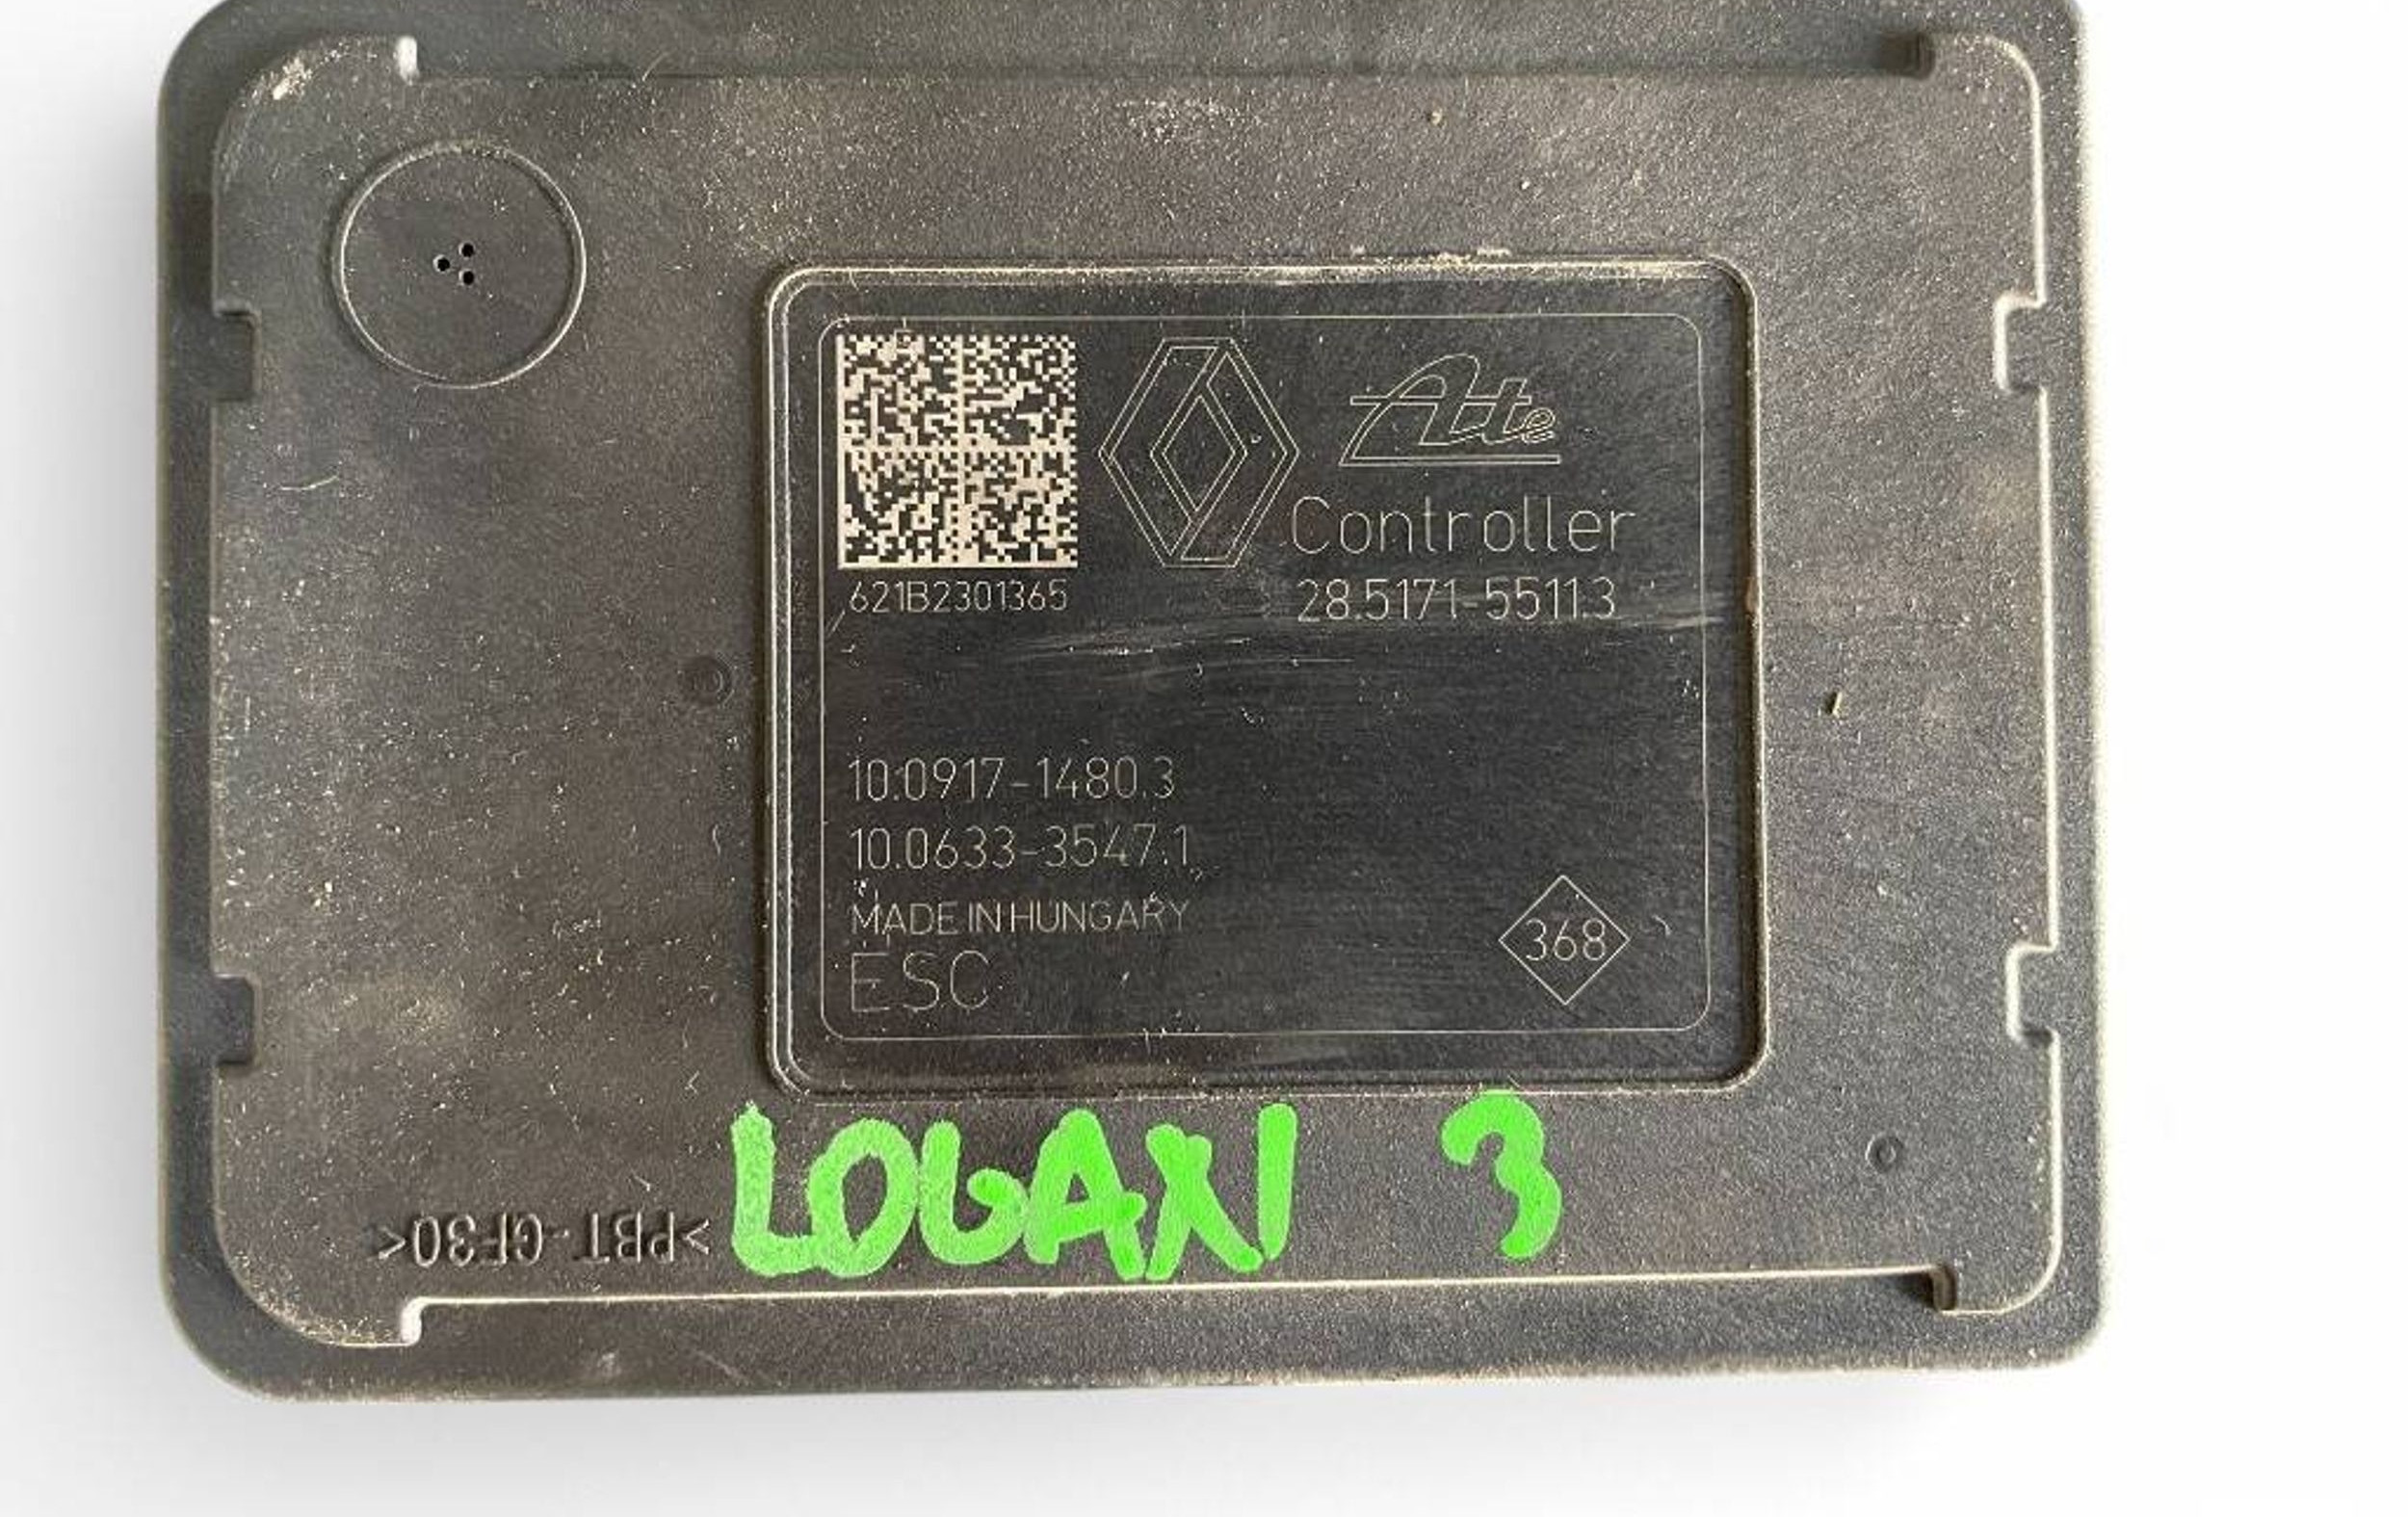 Ate
Controller
621B2301365
28.5171-5511.3
10.0917-1480.3
10.0633-3547.1
MADE IN HUNGARY
ESC
368
LOGAN 3
>PBT-GF30<